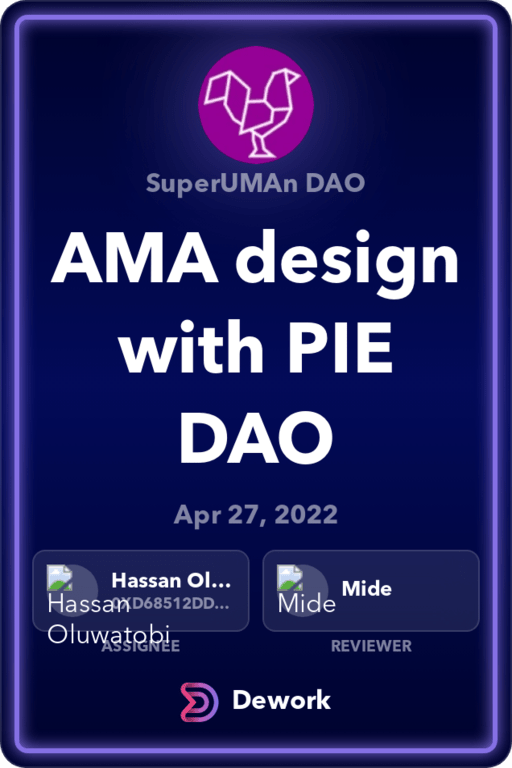 SuperUMAn DAO
AMA design
with PIE
DAO
Apr 27, 2022
Hassan Ol...
0XD68512DD...
Hassan
Oluwatobi
ASSIGNEE
Mide
Mide
REVIEWER
Dework